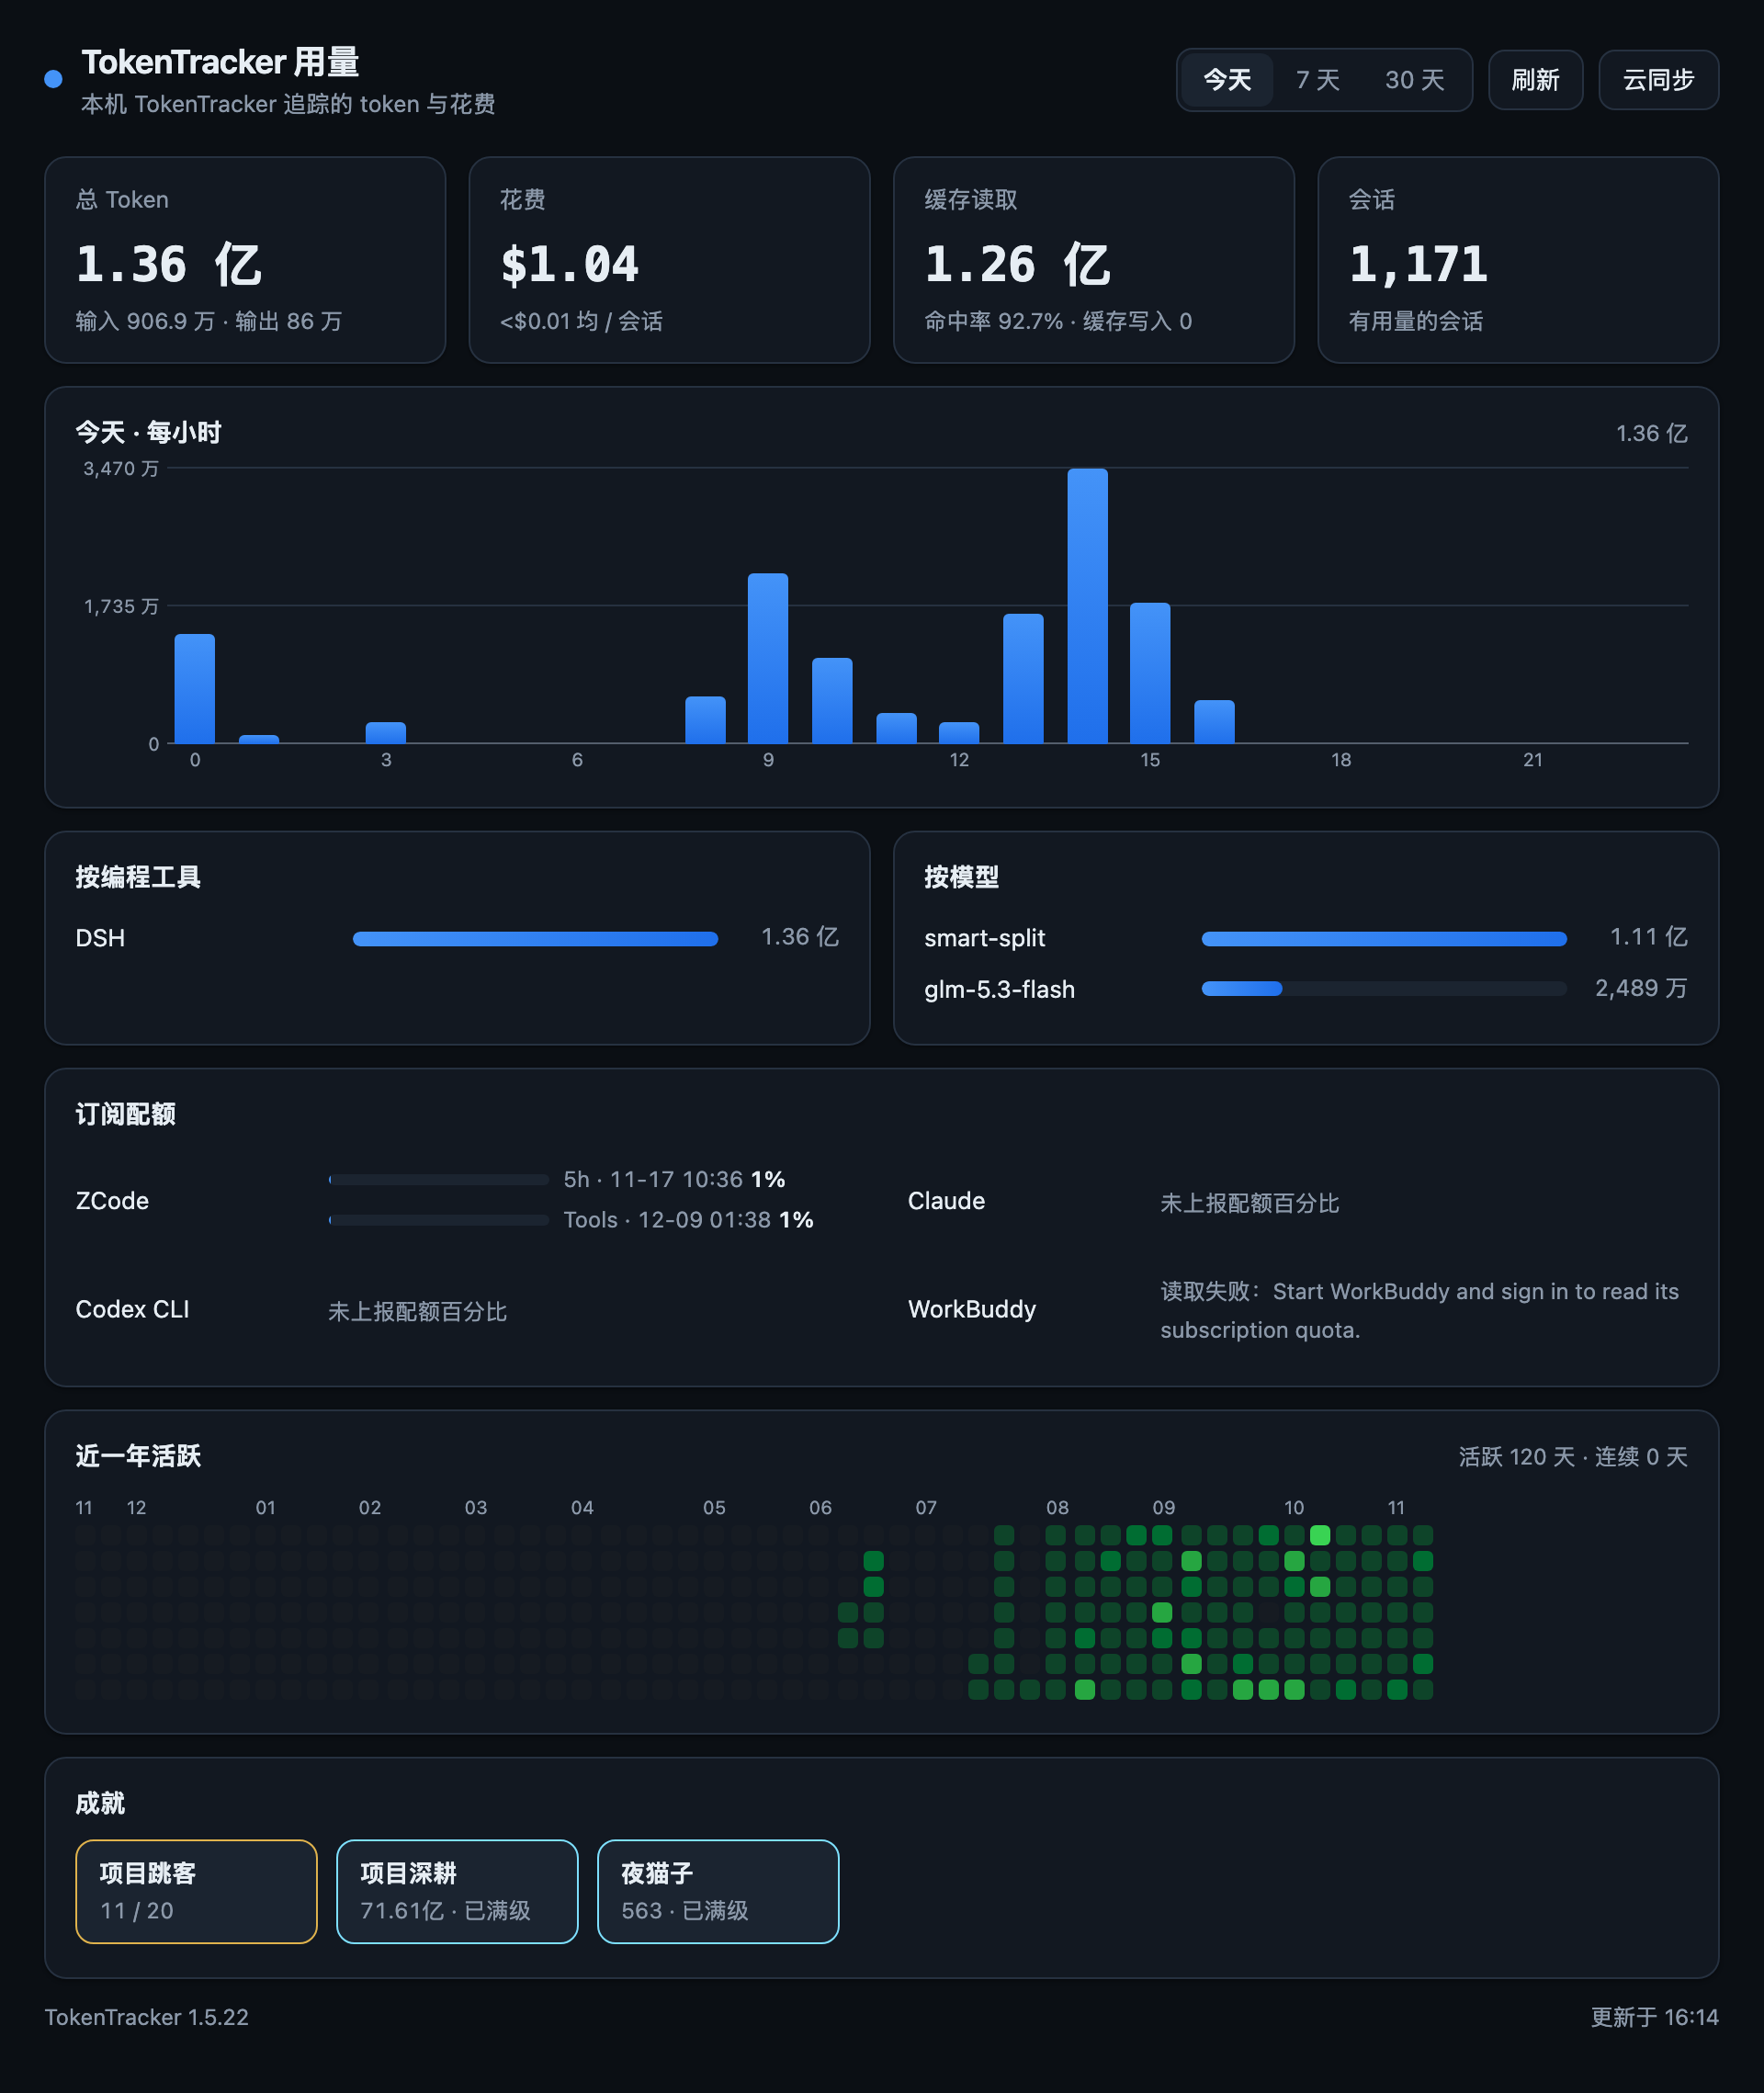 TokenTracker 用量
本机 TokenTracker 追踪的 token 与花费
今天 7 天 30 天 刷新 云同步
总 Token
1.36 亿
输入 906.9 万 · 输出 86 万
花费
$1.04
<$0.01 均 / 会话
缓存读取
1.26 亿
命中率 92.7% · 缓存写入 0
会话
1,171
有用量的会话
今天 · 每小时 1.36 亿
3,470 万
1,735 万
0
0 3 6 9 12 15 18 21
按编程工具
DSH 1.36 亿
按模型
smart-split 1.11 亿
glm-5.3-flash 2,489 万
订阅配额
ZCode
5h · 11-17 10:36 1%
Tools · 12-09 01:38 1%
Claude 未上报配额百分比
Codex CLI 未上报配额百分比
WorkBuddy
读取失败：Start WorkBuddy and sign in to read its
subscription quota.
近一年活跃 活跃 120 天 · 连续 0 天
11 12 01 02 03 04 05 06 07 08 09 10 11
成就
项目跳客
11 / 20
项目深耕
71.61亿 · 已满级
夜猫子
563 · 已满级
TokenTracker 1.5.22 更新于 16:14